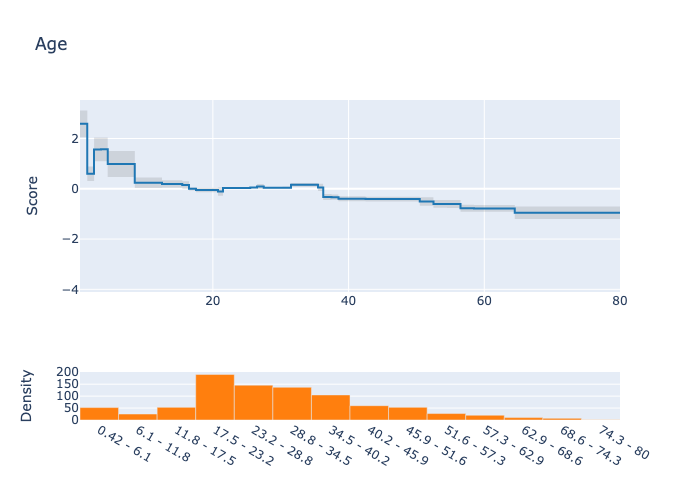 Age
Score
2
0
−2
−4
20
40
60
80
Density
200
150
100
50
0
0.42 - 6.1
6.1 - 11.8
11.8 - 17.5
17.5 - 23.2
23.2 - 28.8
28.8 - 34.5
34.5 - 40.2
40.2 - 45.9
45.9 - 51.6
51.6 - 57.3
57.3 - 62.9
62.9 - 68.6
68.6 - 74.3
74.3 - 80